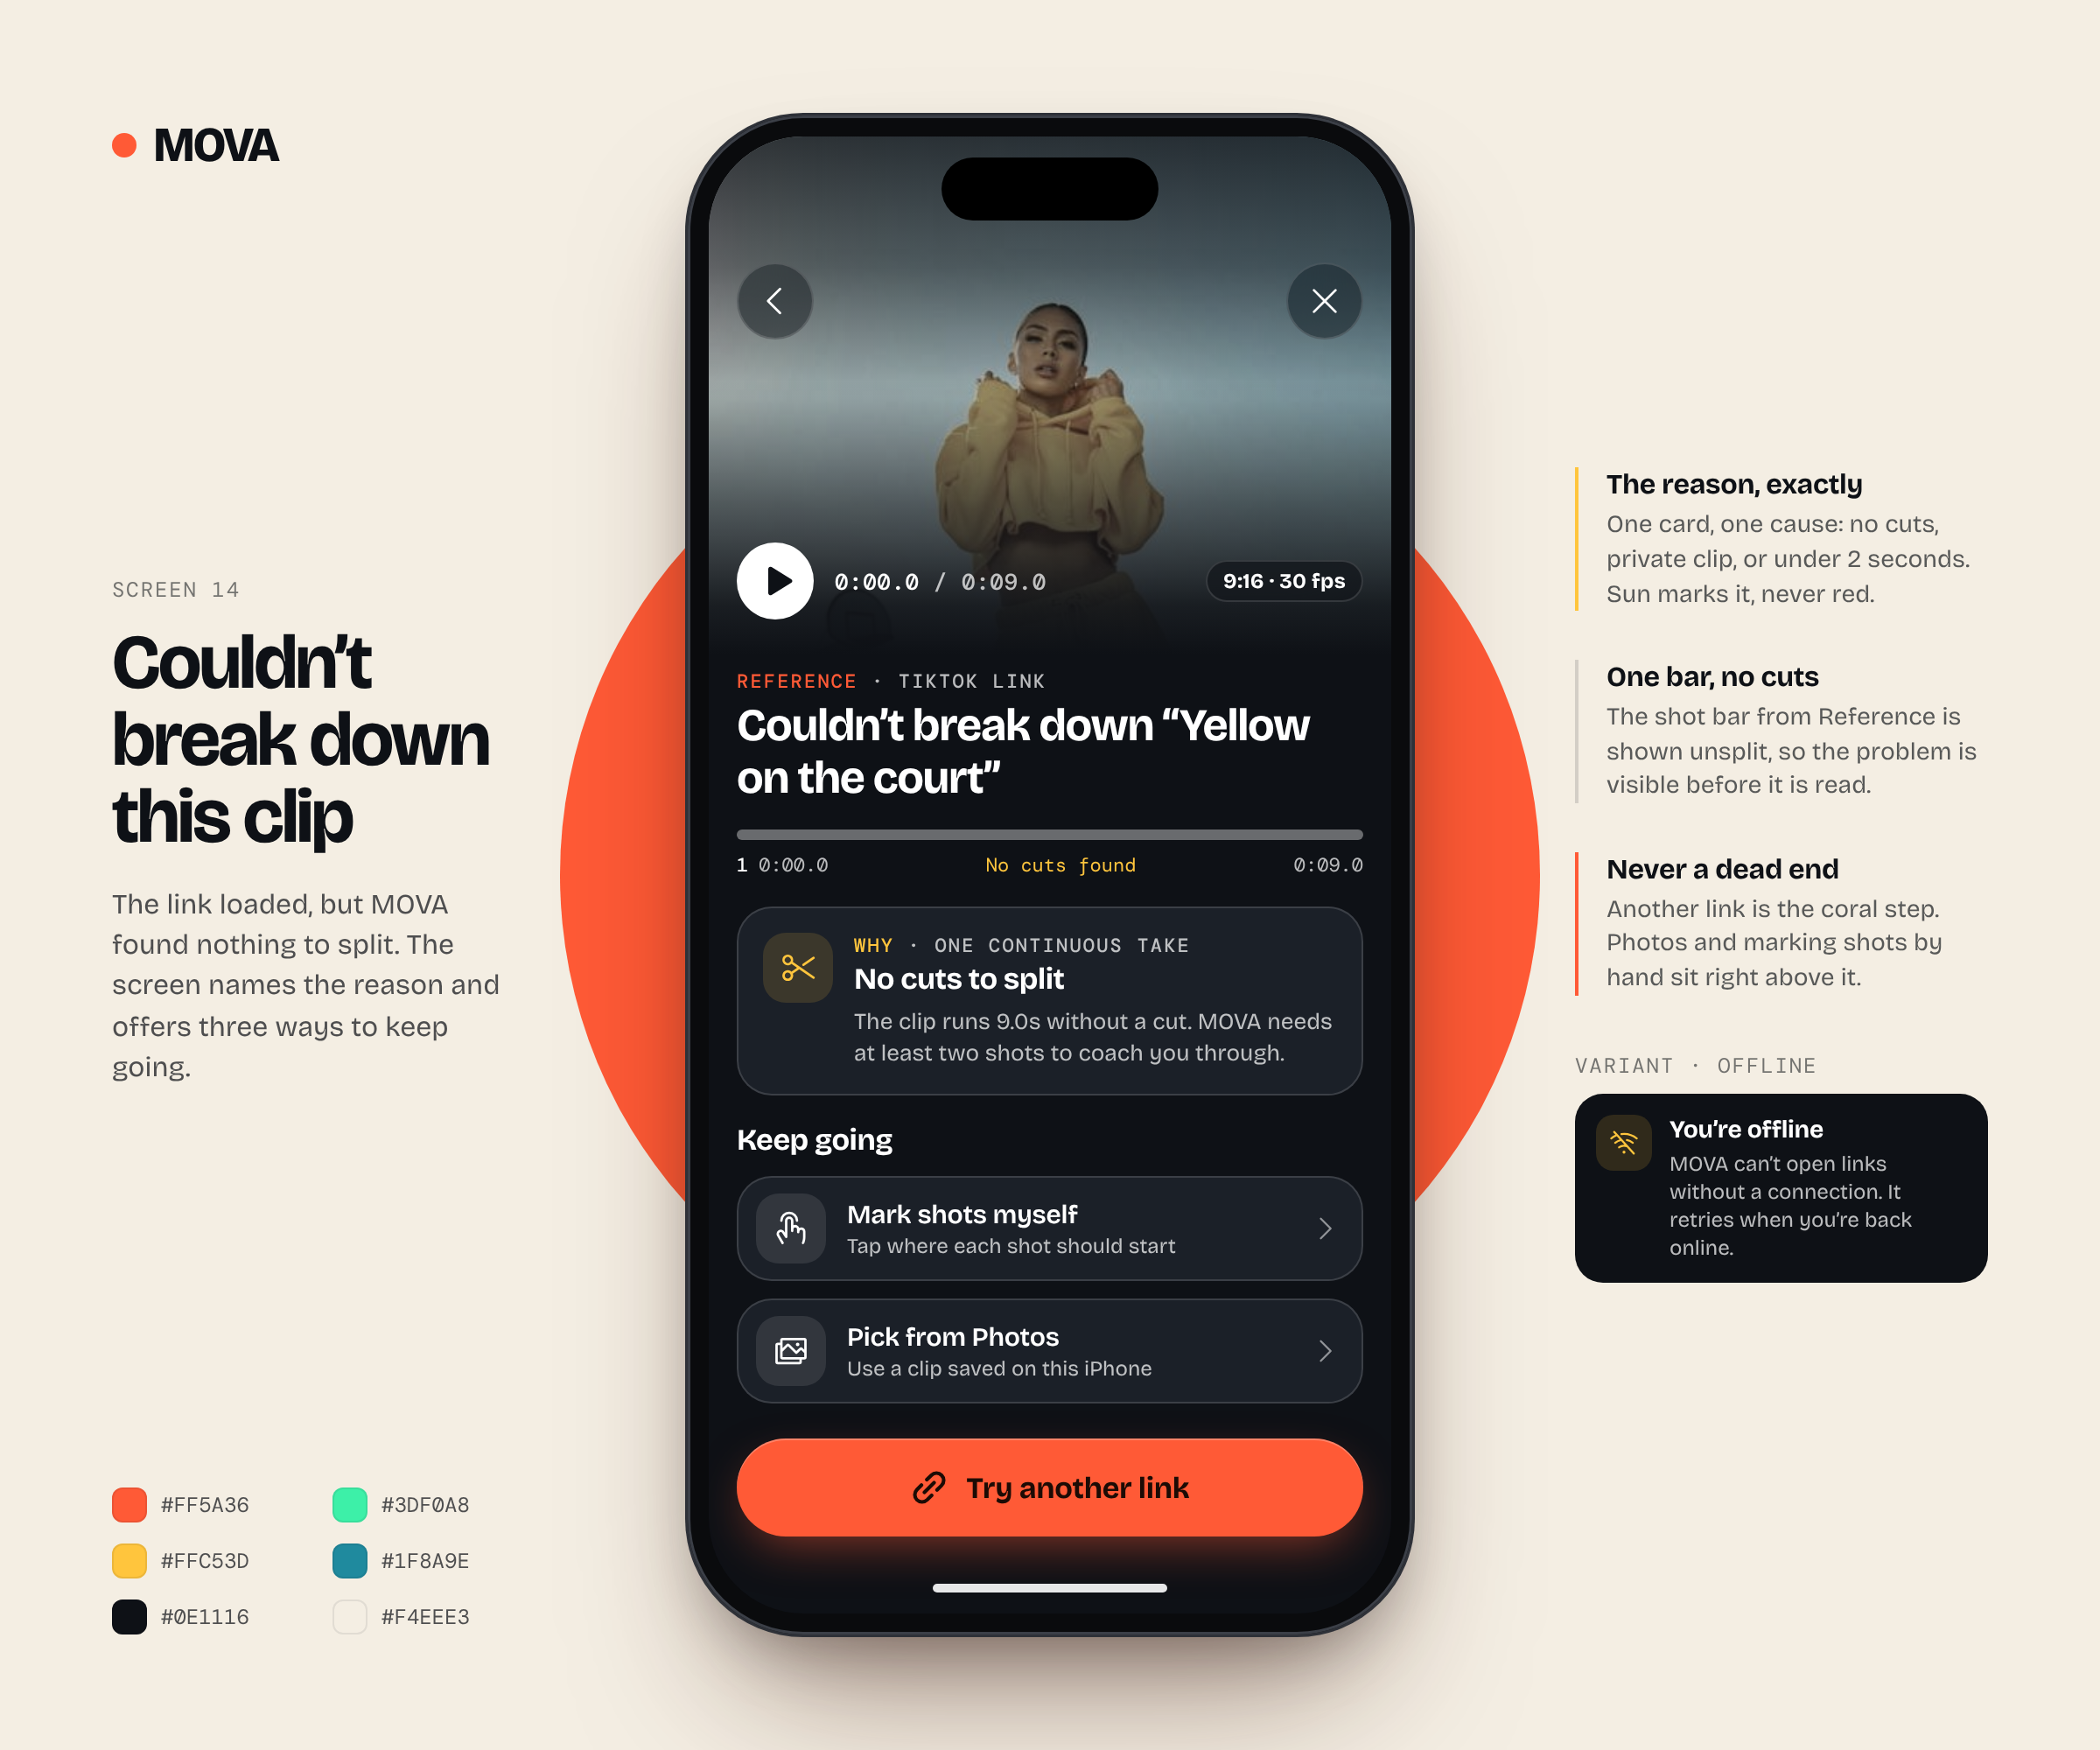 MOVA
SCREEN 14
Couldn’t
break down
this clip
The link loaded, but MOVA
found nothing to split. The
screen names the reason and
offers three ways to keep
going.
#FF5A36
#3DF0A8
#FFC53D
#1F8A9E
#0E1116
#F4EEE3
0:00.0 / 0:09.0
9:16 · 30 fps
REFERENCE · TIKTOK LINK
Couldn’t break down “Yellow
on the court”
1 0:00.0
No cuts found
0:09.0
WHY · ONE CONTINUOUS TAKE
No cuts to split
The clip runs 9.0s without a cut. MOVA needs
at least two shots to coach you through.
Keep going
Mark shots myself
Tap where each shot should start
Pick from Photos
Use a clip saved on this iPhone
Try another link
The reason, exactly
One card, one cause: no cuts,
private clip, or under 2 seconds.
Sun marks it, never red.
One bar, no cuts
The shot bar from Reference is
shown unsplit, so the problem is
visible before it is read.
Never a dead end
Another link is the coral step.
Photos and marking shots by
hand sit right above it.
VARIANT · OFFLINE
You’re offline
MOVA can’t open links
without a connection. It
retries when you’re back
online.